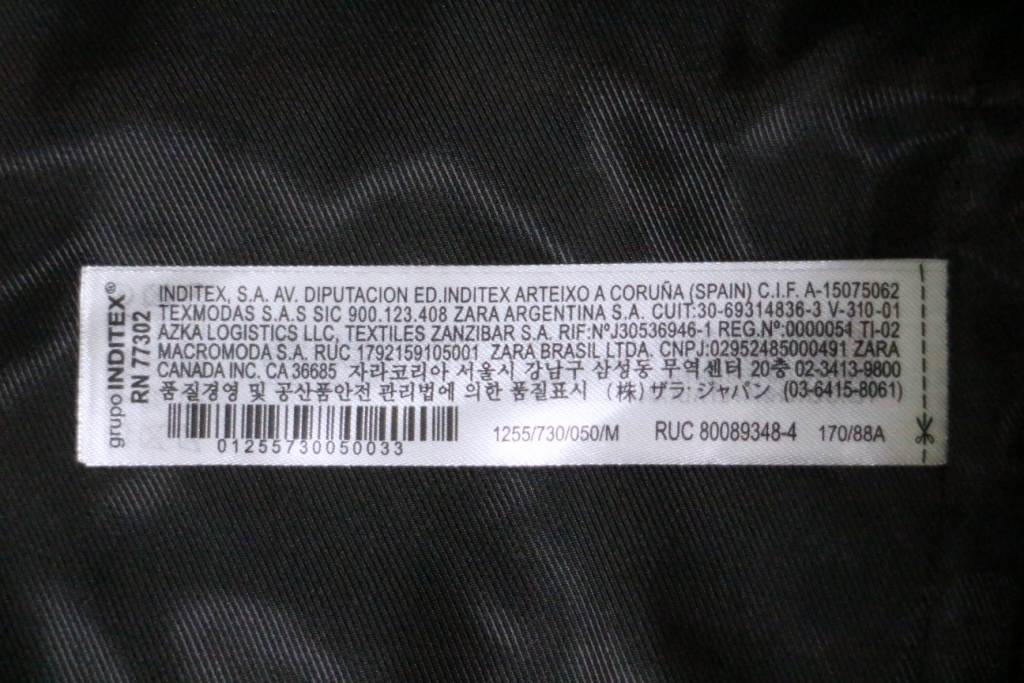 grupo INDITEX®
RN 77302
INDITEX, S.A. AV. DIPUTACION ED.INDITEX ARTEIXO A CORUÑA (SPAIN) C.I.F. A-15075062
TEXMODAS S.A.S SIC 900.123.408 ZARA ARGENTINA S.A. CUIT:30-69314836-3 V-310-01
AZKA LOGISTICS LLC, TEXTILES ZANZIBAR S.A. RIF:NºJ30536946-1 REG.Nº:0000054 TI-02
MACROMODA S.A. RUC 1792159105001 ZARA BRASIL LTDA. CNPJ:02952485000491 ZARA
CANADA INC. CA 36685 자라코리아 서울시 강남구 삼성동 무역센터 20층 02-3413-9800
품질경영 및 공산품안전 관리법에 의한 품질표시 (株) ザラ・ジャパン (03-6415-8061)
01255730050033
1255/730/050/M RUC 80089348-4 170/88A